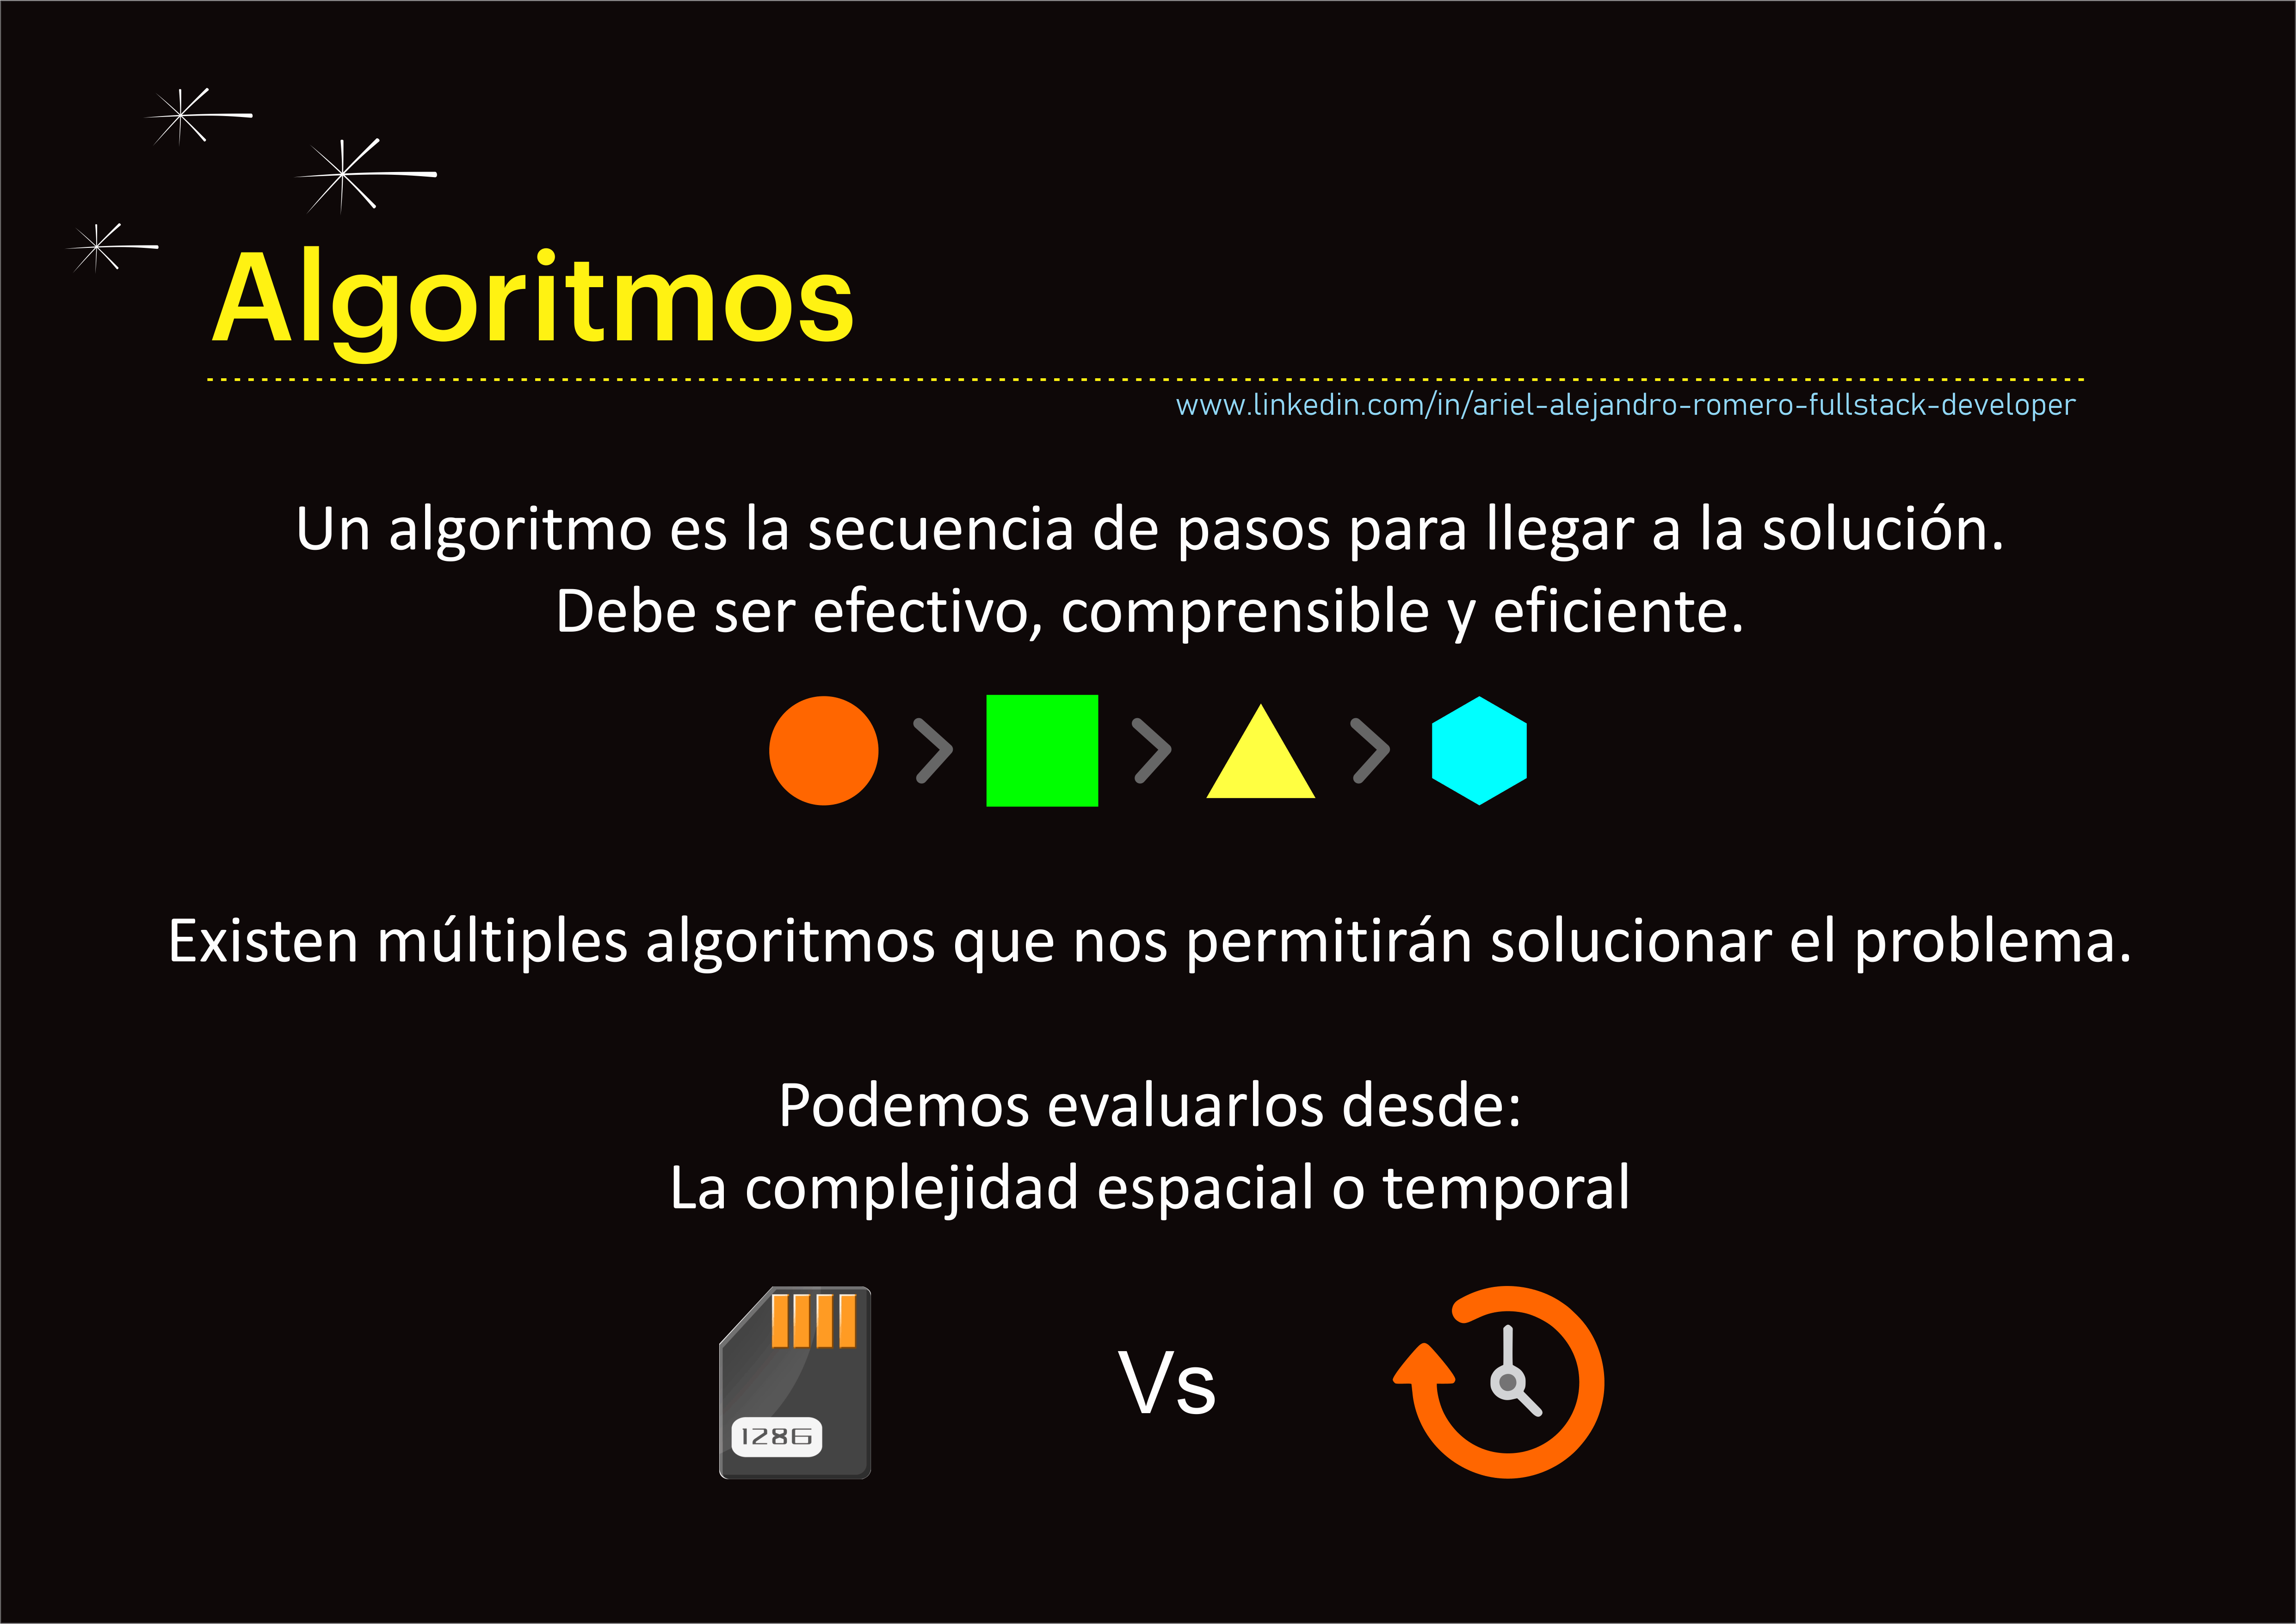 Algoritmos
www.linkedin.com/in/ariel-alejandro-romero-fullstack-developer
Un algoritmo es la secuencia de pasos para llegar a la solución.
Debe ser efectivo, comprensible y eficiente.
Existen múltiples algoritmos que nos permitirán solucionar el problema.
Podemos evaluarlos desde:
La complejidad espacial o temporal
128G
Vs